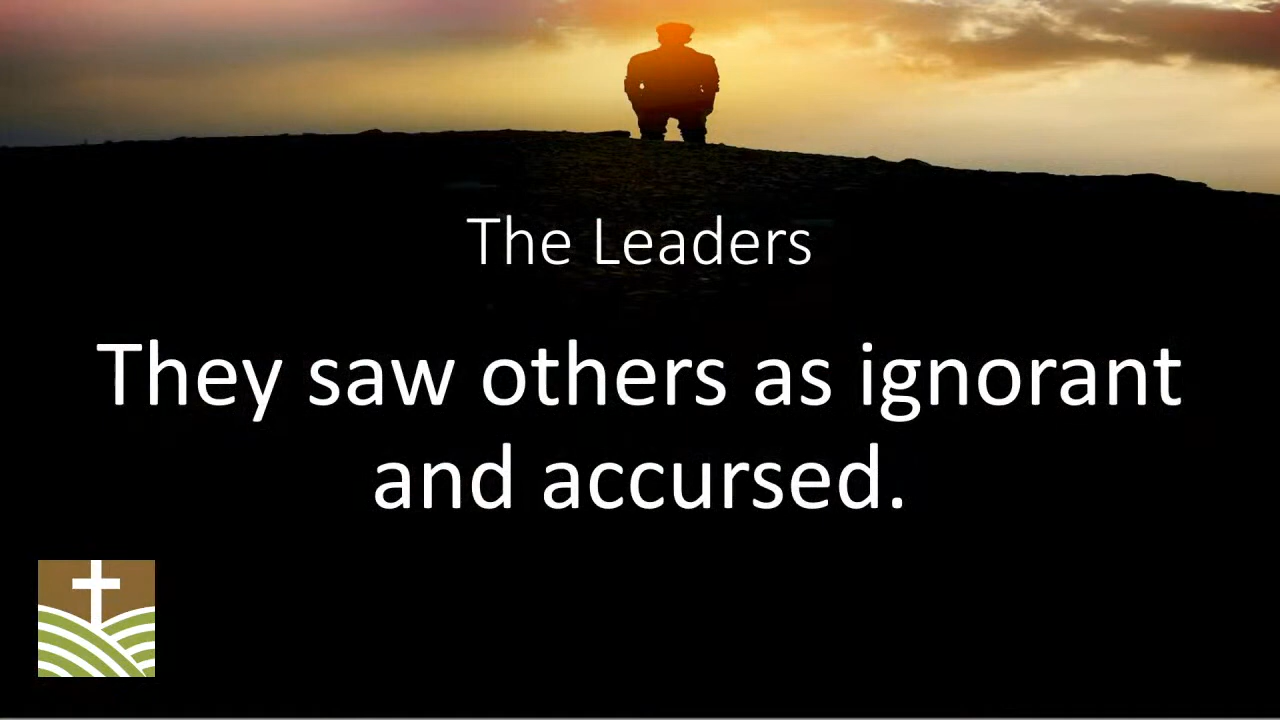 The Leaders
They saw others as ignorant
and accursed.